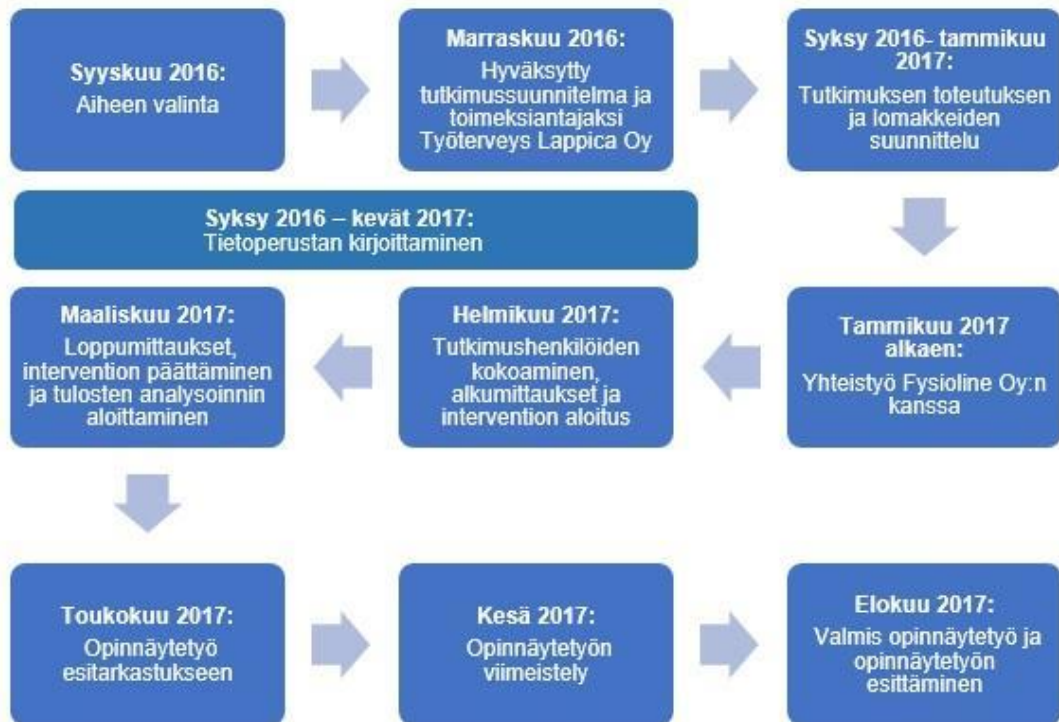 Syyskuu 2016:
Aiheen valinta
Marraskuu 2016:
Hyväksytty
tutkimussuunnitelma ja
toimeksiantajaksi
Työterveys Lappica Oy
Syksy 2016- tammikuu
2017:
Tutkimuksen toteutuksen
ja lomakkeiden
suunnittelu
Syksy 2016 – kevät 2017:
Tietoperustan kirjoittaminen
Tammikuu 2017
alkaen:
Yhteistyö Fysioline Oy:n
kanssa
Helmikuu 2017:
Tutkimushenkilöiden
kokoaminen,
alkumittaukset ja
intervention aloitus
Maaliskuu 2017:
Loppumittaukset,
intervention päättäminen
ja tulosten analysoinnin
aloittaminen
Toukokuu 2017:
Opinnäytetyö
esitarkastukseen
Kesä 2017:
Opinnäytetyön
viimeistely
Elokuu 2017:
Valmis opinnäytetyö ja
opinnäytetyön
esittäminen